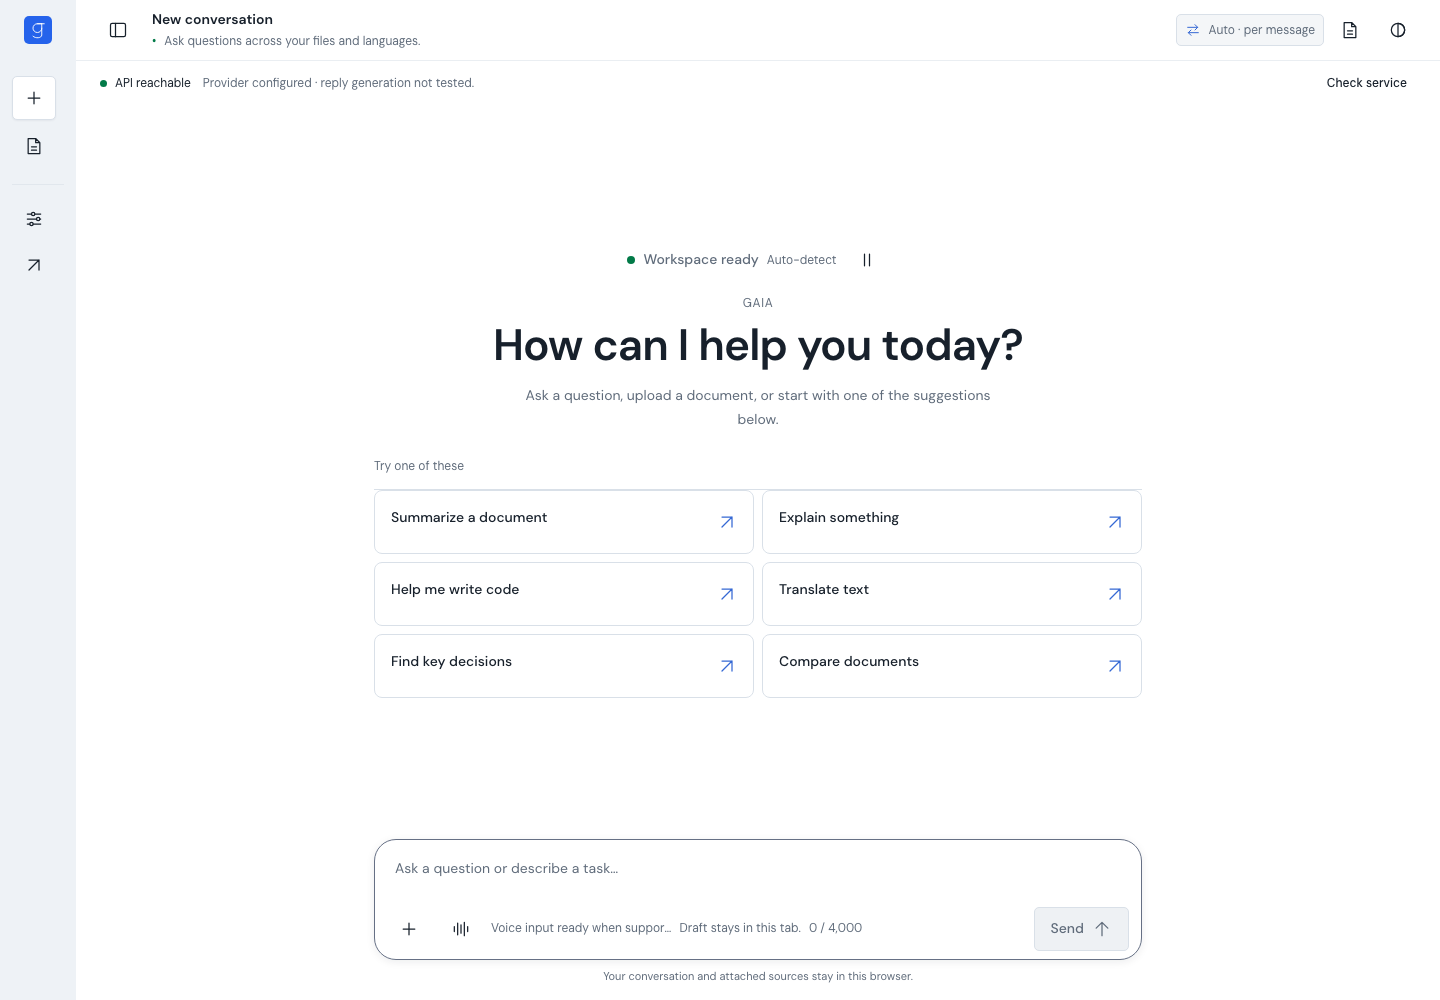 g
New conversation
• Ask questions across your files and languages.
Auto · per message
API reachable Provider configured · reply generation not tested.
Check service
Workspace ready Auto-detect
GAIA
How can I help you today?
Ask a question, upload a document, or start with one of the suggestions
below.
Try one of these
Summarize a document
Explain something
Help me write code
Translate text
Find key decisions
Compare documents
Ask a question or describe a task...
Voice input ready when suppor... Draft stays in this tab. 0 / 4,000
Send
Your conversation and attached sources stay in this browser.